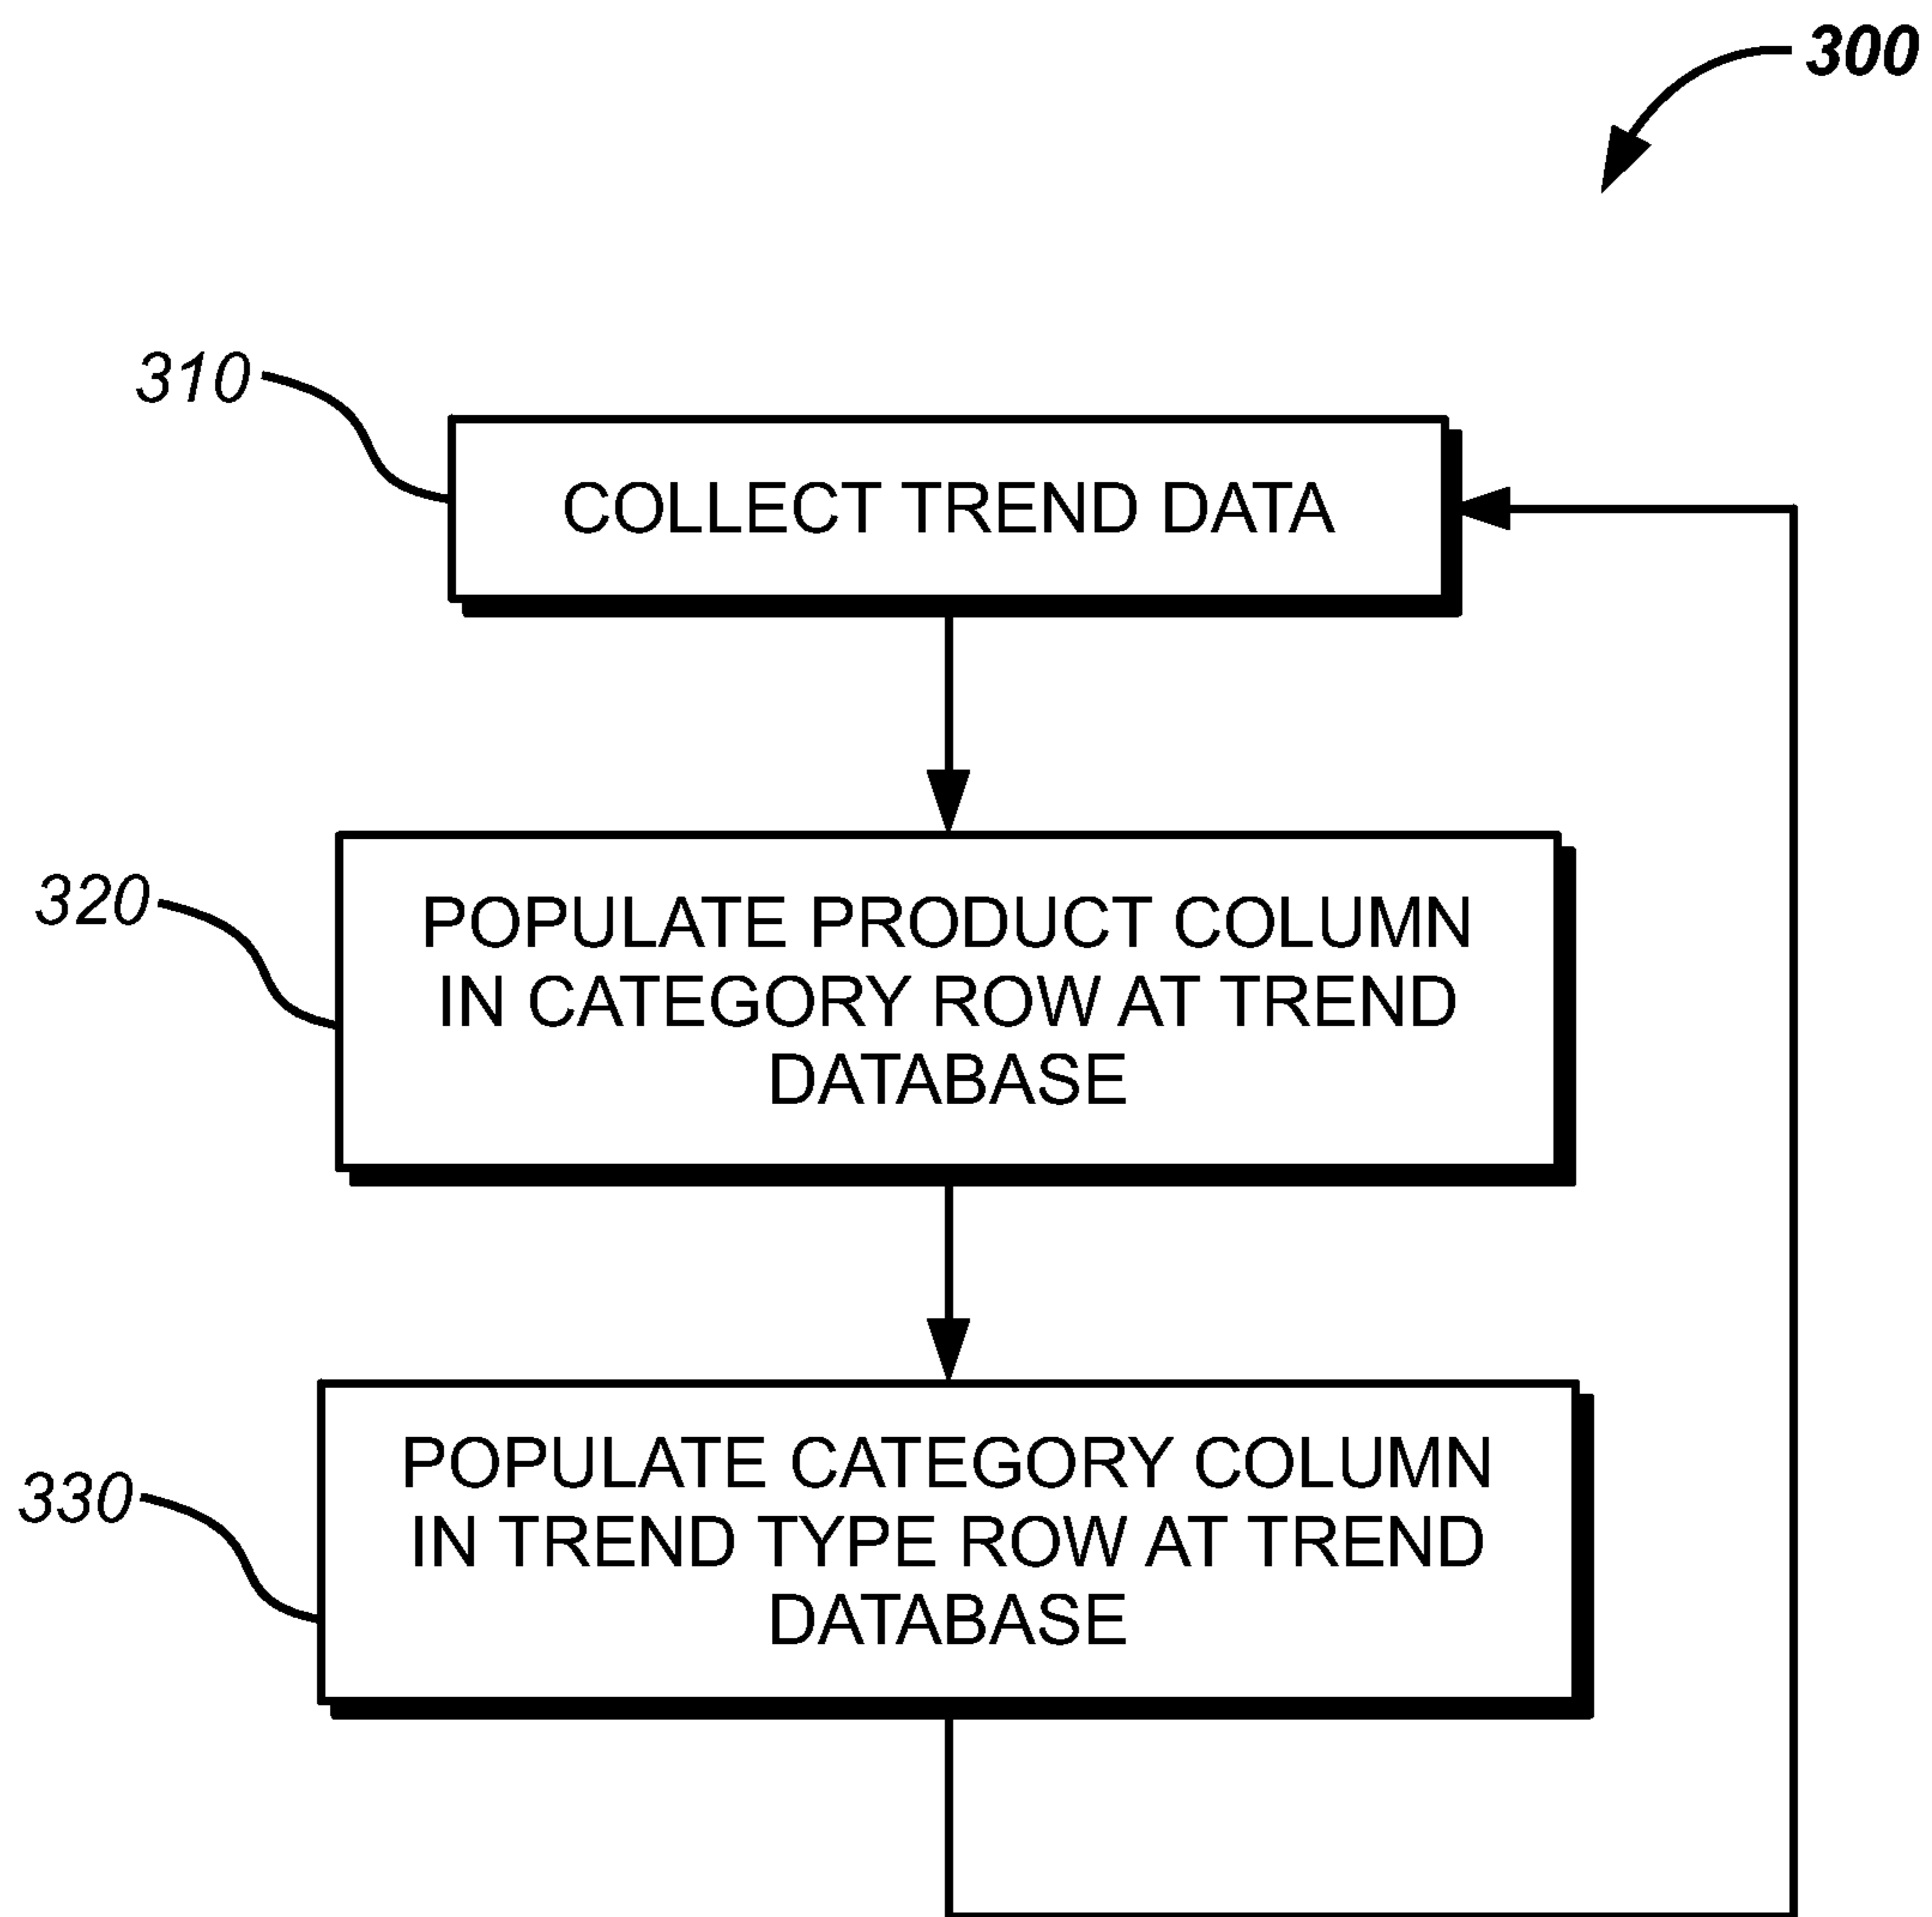 300
310
COLLECT TREND DATA
320
POPULATE PRODUCT COLUMN
IN CATEGORY ROW AT TREND
DATABASE
330
POPULATE CATEGORY COLUMN
IN TREND TYPE ROW AT TREND
DATABASE